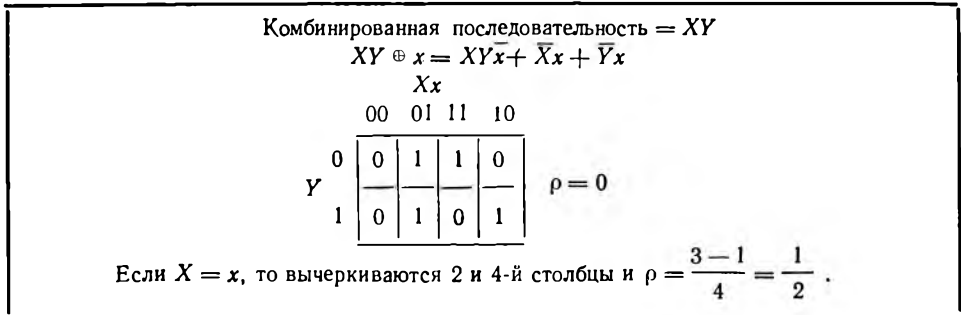 Комбинированная последовательность = XY
XY ⊕ x = XYx̅ + X̅x + Y̅x
Xx
00 01 11 10
0 0 1 1 0
Y ρ = 0
1 0 1 0 1
Если X = x, то вычеркиваются 2 и 4-й столбцы и ρ = (3 — 1)/4 = 1/2 .